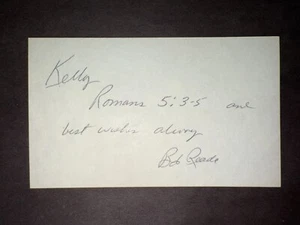 Kelly
Romans 5:3-5 and
best wishes always
Bob Reade